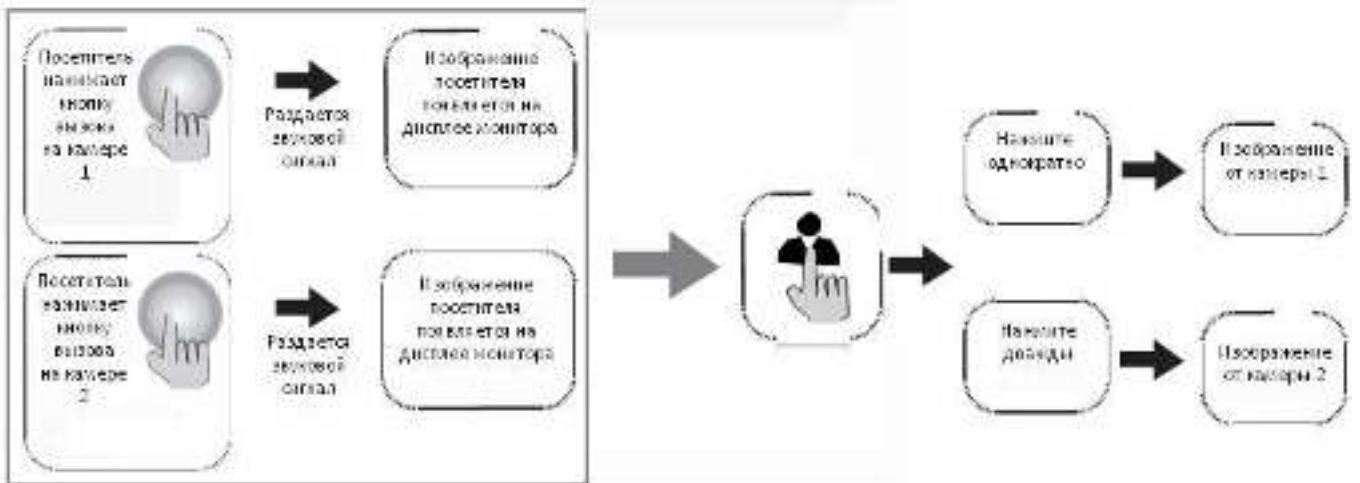 Посетитель
нажимает
кнопку
вызова
на камере
1
Раздается
звуковой
сигнал
Изображение
посетителя
появляется на
дисплее монитора
Посетитель
нажимает
кнопку
вызова
на камере
2
Раздается
звуковой
сигнал
Изображение
посетителя
появляется на
дисплее монитора
Нажмите
однократно
Изображение
от камеры 1
Нажмите
дважды
Изображение
от камеры 2